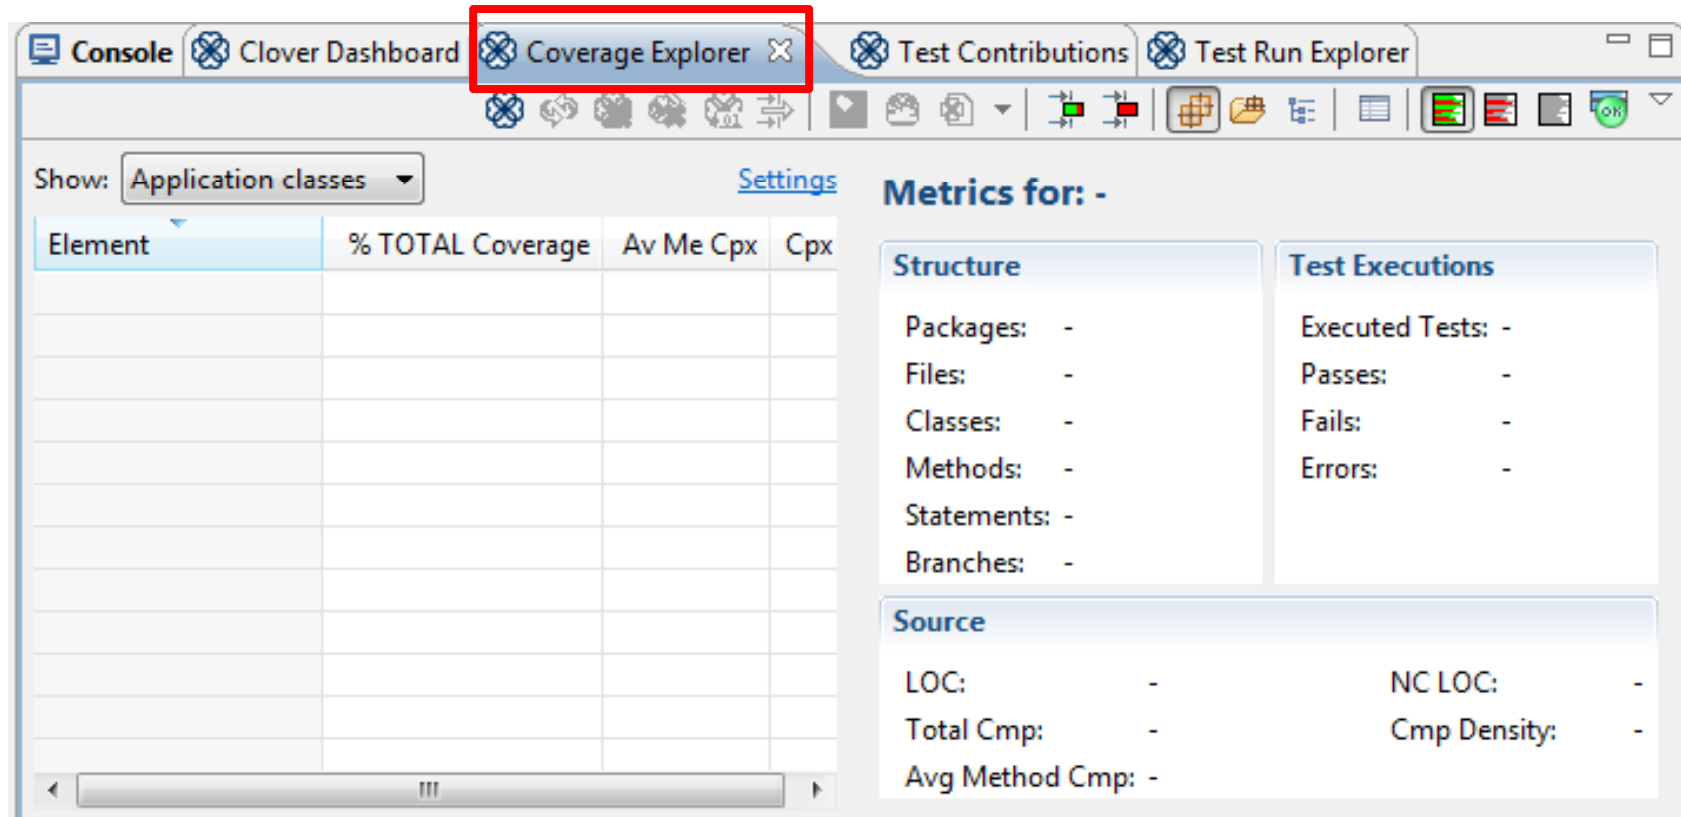 Console Clover Dashboard Coverage Explorer Test Contributions Test Run Explorer
Show: Application classes Settings
Element % TOTAL Coverage Av Me Cpx Cpx
Metrics for: -
Structure
Packages: -
Files: -
Classes: -
Methods: -
Statements: -
Branches: -
Test Executions
Executed Tests: -
Passes: -
Fails: -
Errors: -
Source
LOC: - NC LOC: -
Total Cmp: - Cmp Density: -
Avg Method Cmp: -